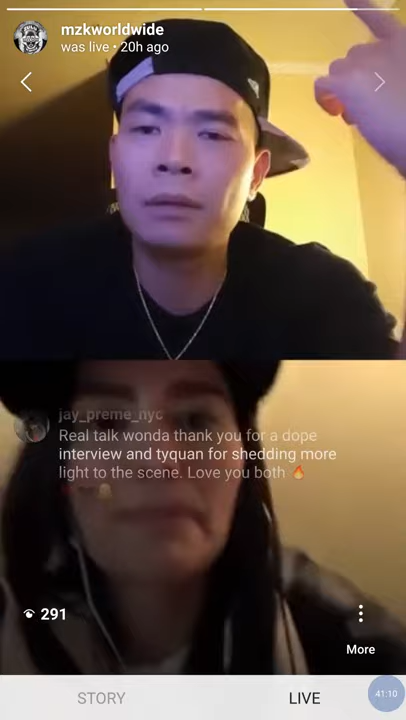 mzkworldwide
was live • 20h ago
jay_preme_nyc
Real talk wonda thank you for a dope
interview and tyquan for shedding more
light to the scene. Love you both 🔥
291
More
STORY
LIVE
41:10